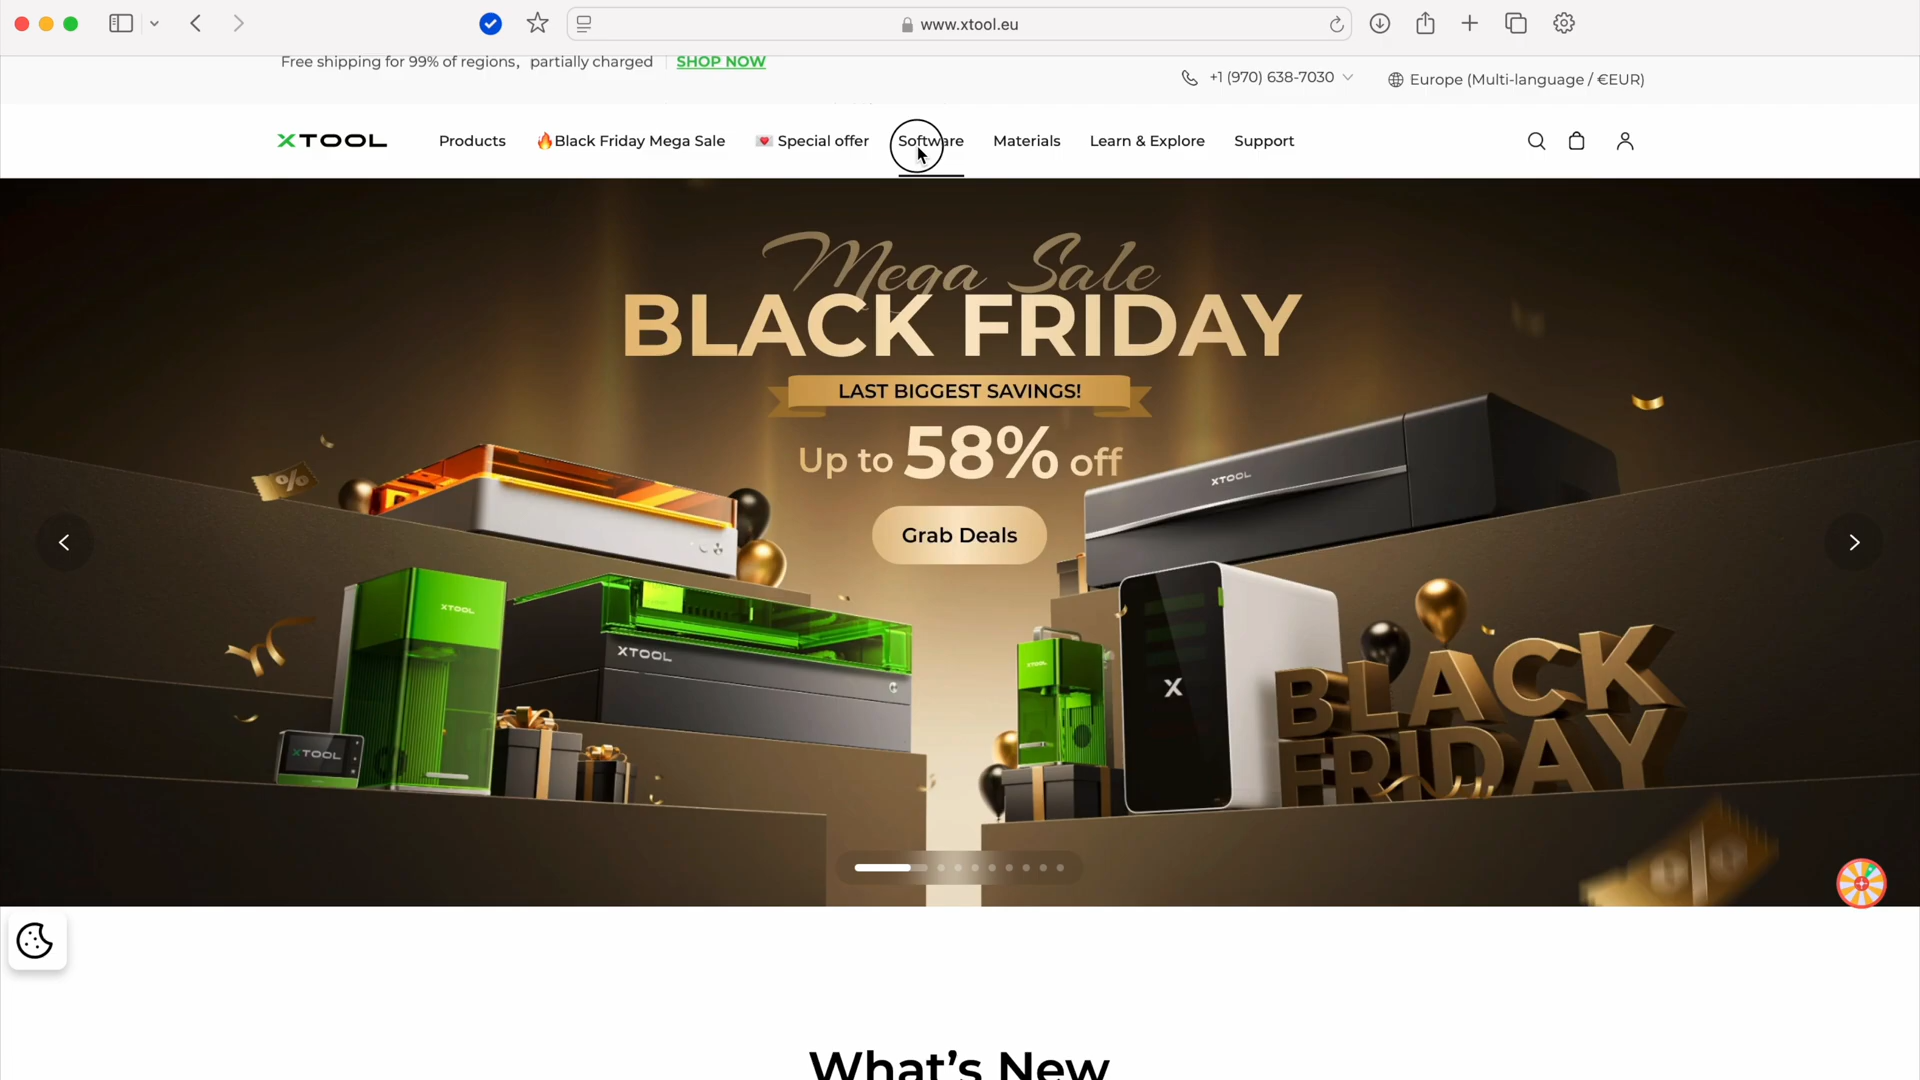 www.xtool.eu
Free shipping for 99% of regions， partially charged
SHOP NOW
+1 (970) 638-7030
Europe (Multi-language / €EUR)
XTOOL
Products
🔥Black Friday Mega Sale
💌 Special offer
Software
Materials
Learn & Explore
Support
Mega Sale
BLACK FRIDAY
LAST BIGGEST SAVINGS!
Up to 58% off
Grab Deals
XTOOL
%
XTOOL
XTOOL
XTOOL
XTOOL
X
BLACK
FRIDAY
What's New